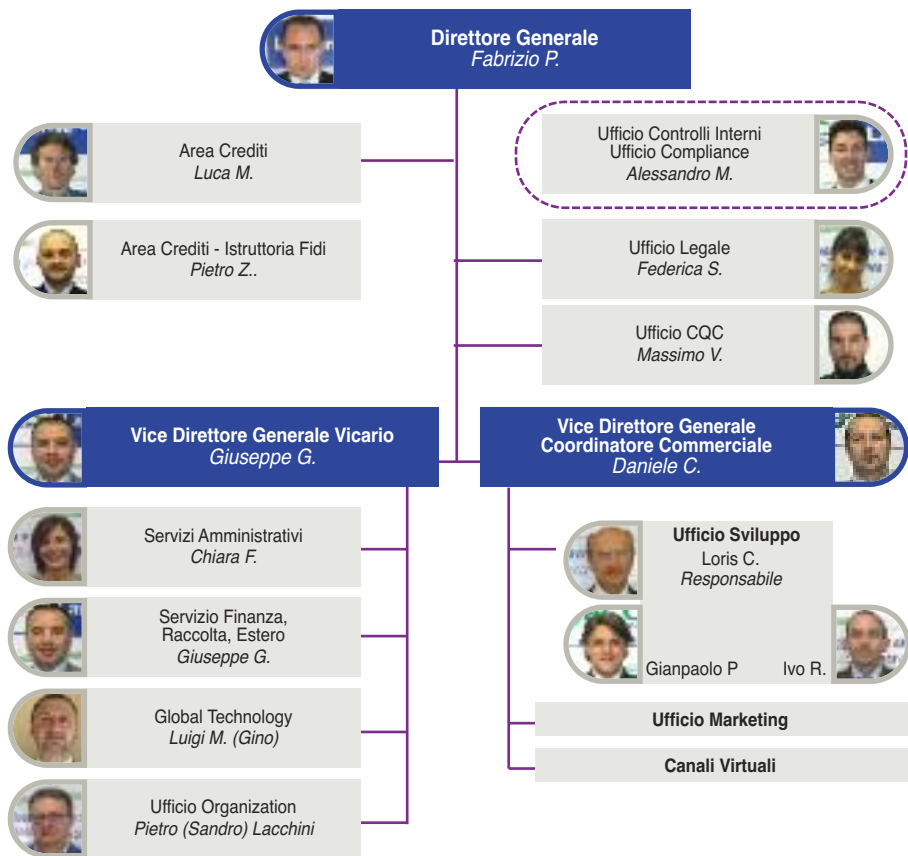 Direttore Generale
Fabrizio P.
Area Crediti
Luca M.
Ufficio Controlli Interni
Ufficio Compliance
Alessandro M.
Area Crediti - Istruttoria Fidi
Pietro Z..
Ufficio Legale
Federica S.
Ufficio CQC
Massimo V.
Vice Direttore Generale Vicario
Giuseppe G.
Vice Direttore Generale
Coordinatore Commerciale
Daniele C.
Servizi Amministrativi
Chiara F.
Servizio Finanza,
Raccolta, Estero
Giuseppe G.
Global Technology
Luigi M. (Gino)
Ufficio Organization
Pietro (Sandro) Lacchini
Ufficio Sviluppo
Loris C.
Responsabile
Gianpaolo P
Ivo R.
Ufficio Marketing
Canali Virtuali